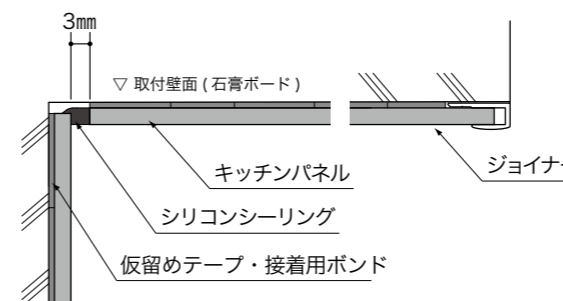 3mm
▽ 取付壁面 ( 石膏ボード )
ジョイナ
キッチンパネル
シリコンシーリング
仮留めテープ・接着用ボンド